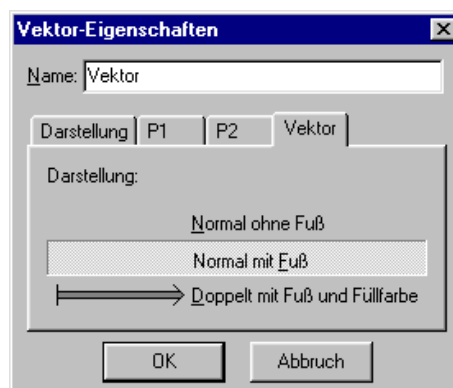 Vektor-Eigenschaften
Name: Vektor
Darstellung P1 P2 Vektor
Darstellung:
Normal ohne Fuß
Normal mit Fuß
Doppelt mit Fuß und Füllfarbe
OK Abbruch